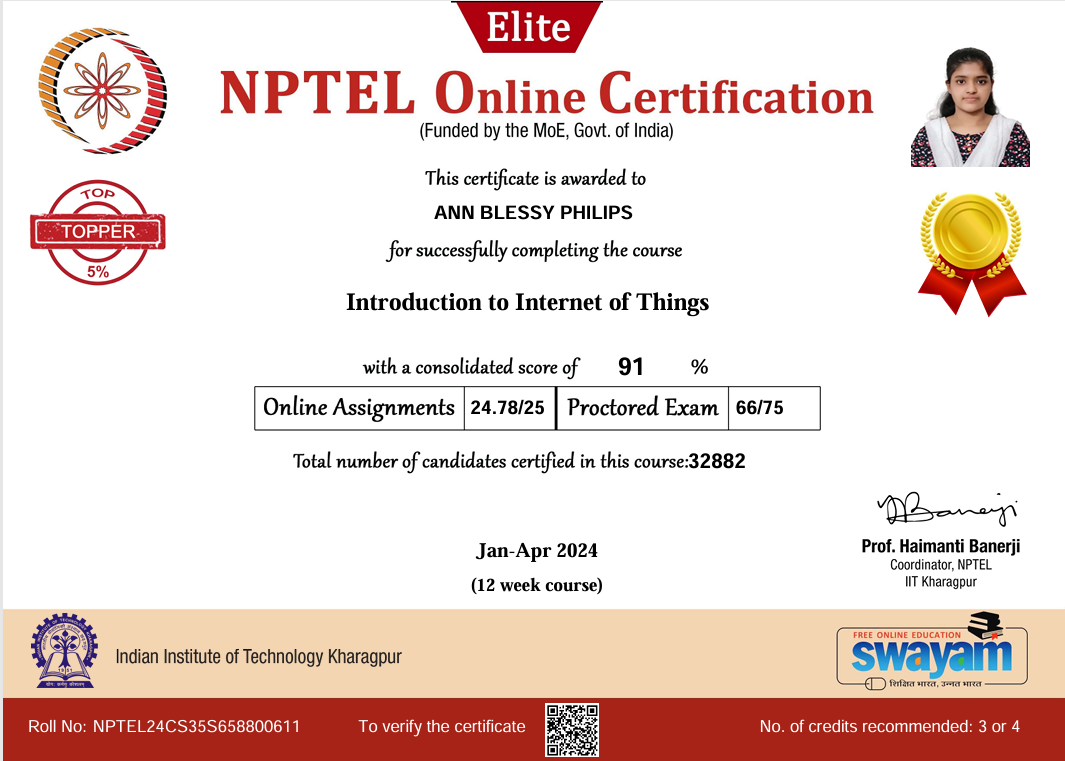 Elite
NPTEL Online Certification
(Funded by the MoE, Govt. of India)
This certificate is awarded to
ANN BLESSY PHILIPS
for successfully completing the course
Introduction to Internet of Things
TOP
TOPPER
5%
with a consolidated score of 91 %
Online Assignments 24.78/25 Proctored Exam 66/75
Total number of candidates certified in this course:32882
Jan-Apr 2024
(12 week course)
Prof. Haimanti Banerji
Coordinator, NPTEL
IIT Kharagpur
Indian Institute of Technology Kharagpur
FREE ONLINE EDUCATION
swayam
शिक्षित भारत, उन्नत भारत
Roll No: NPTEL24CS35S658800611 To verify the certificate No. of credits recommended: 3 or 4